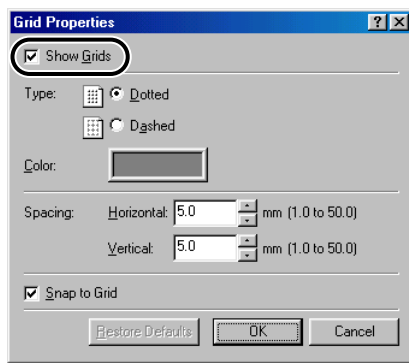 Grid Properties
Show Grids
Type: Dotted
Dashed
Color:
Spacing: Horizontal: 5.0 mm (1.0 to 50.0)
Vertical: 5.0 mm (1.0 to 50.0)
Snap to Grid
Restore Defaults OK Cancel